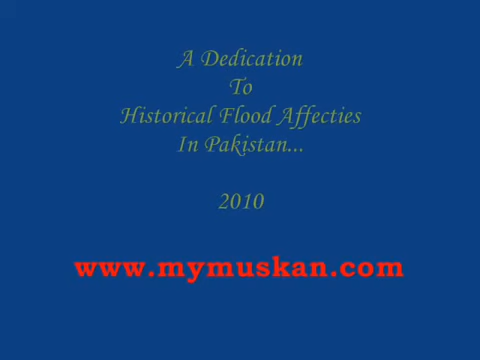 A Dedication
To
Historical Flood Affecties
In Pakistan...
2010
www.mymuskan.com